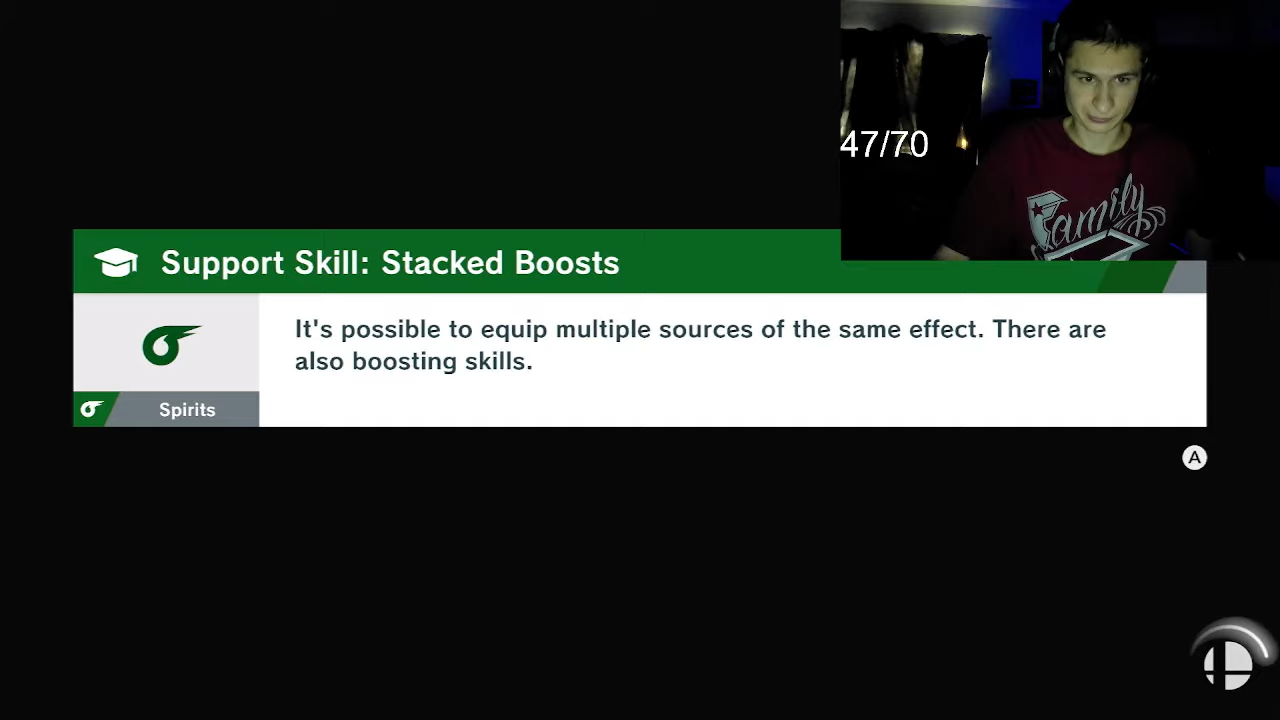 47/70
Family
Support Skill: Stacked Boosts
It's possible to equip multiple sources of the same effect. There are
also boosting skills.
Spirits
A